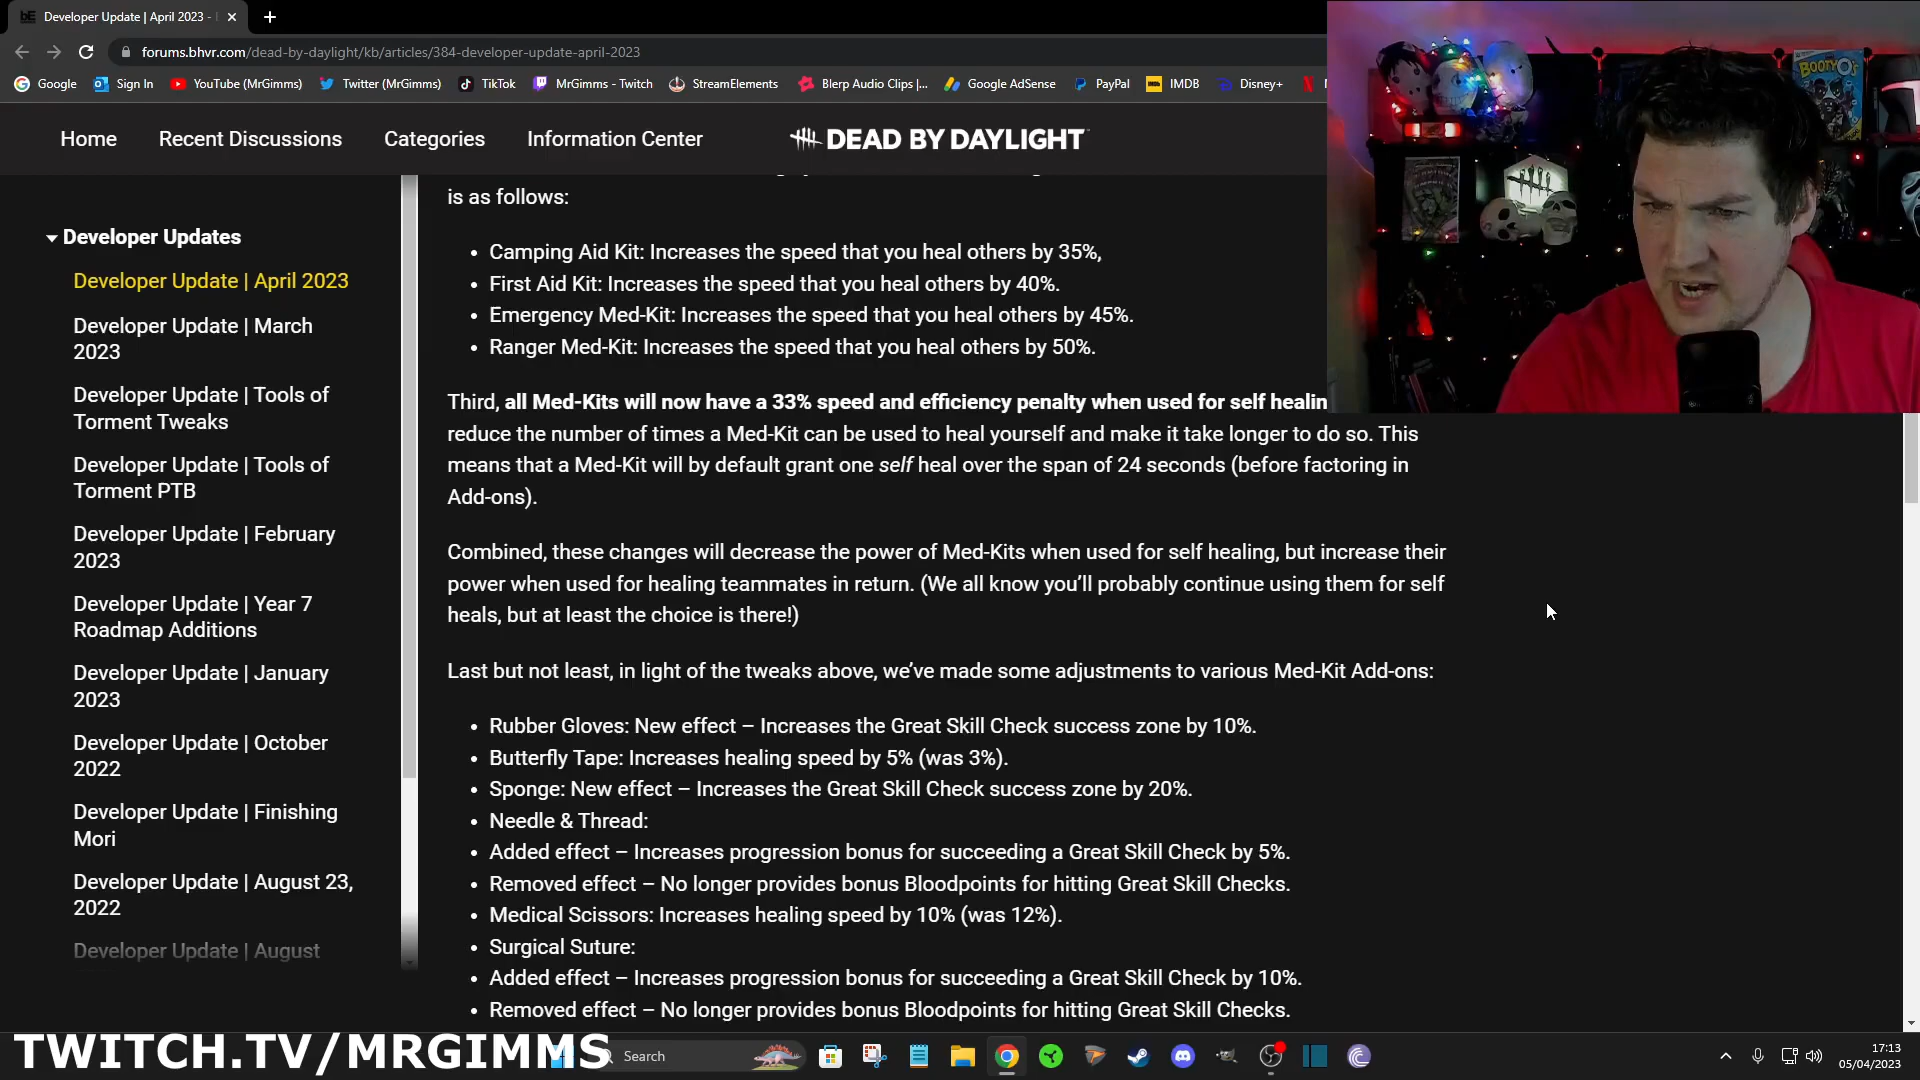 Developer Update | April 2023 -
forums.bhvr.com/dead-by-daylight/kb/articles/384-developer-update-april-2023
Google Sign In YouTube (MrGimms) Twitter (MrGimms) TikTok MrGimms - Twitch StreamElements Blerp Audio Clips |... Google AdSense PayPal IMDB Disney+
BOOTY O'S
Home Recent Discussions Categories Information Center DEAD BY DAYLIGHT
is as follows:
Developer Updates
Developer Update | April 2023
Developer Update | March
2023
Developer Update | Tools of
Torment Tweaks
Developer Update | Tools of
Torment PTB
Developer Update | February
2023
Developer Update | Year 7
Roadmap Additions
Developer Update | January
2023
Developer Update | October
2022
Developer Update | Finishing
Mori
Developer Update | August 23,
2022
Developer Update | August
• Camping Aid Kit: Increases the speed that you heal others by 35%,
• First Aid Kit: Increases the speed that you heal others by 40%.
• Emergency Med-Kit: Increases the speed that you heal others by 45%.
• Ranger Med-Kit: Increases the speed that you heal others by 50%.
Third, all Med-Kits will now have a 33% speed and efficiency penalty when used for self healin
reduce the number of times a Med-Kit can be used to heal yourself and make it take longer to do so. This
means that a Med-Kit will by default grant one self heal over the span of 24 seconds (before factoring in
Add-ons).
Combined, these changes will decrease the power of Med-Kits when used for self healing, but increase their
power when used for healing teammates in return. (We all know you’ll probably continue using them for self
heals, but at least the choice is there!)
Last but not least, in light of the tweaks above, we’ve made some adjustments to various Med-Kit Add-ons:
• Rubber Gloves: New effect – Increases the Great Skill Check success zone by 10%.
• Butterfly Tape: Increases healing speed by 5% (was 3%).
• Sponge: New effect – Increases the Great Skill Check success zone by 20%.
• Needle & Thread:
• Added effect – Increases progression bonus for succeeding a Great Skill Check by 5%.
• Removed effect – No longer provides bonus Bloodpoints for hitting Great Skill Checks.
• Medical Scissors: Increases healing speed by 10% (was 12%).
• Surgical Suture:
• Added effect – Increases progression bonus for succeeding a Great Skill Check by 10%.
• Removed effect – No longer provides bonus Bloodpoints for hitting Great Skill Checks.
TWITCH.TV/MRGIMMS
Search
17:13
05/04/2023